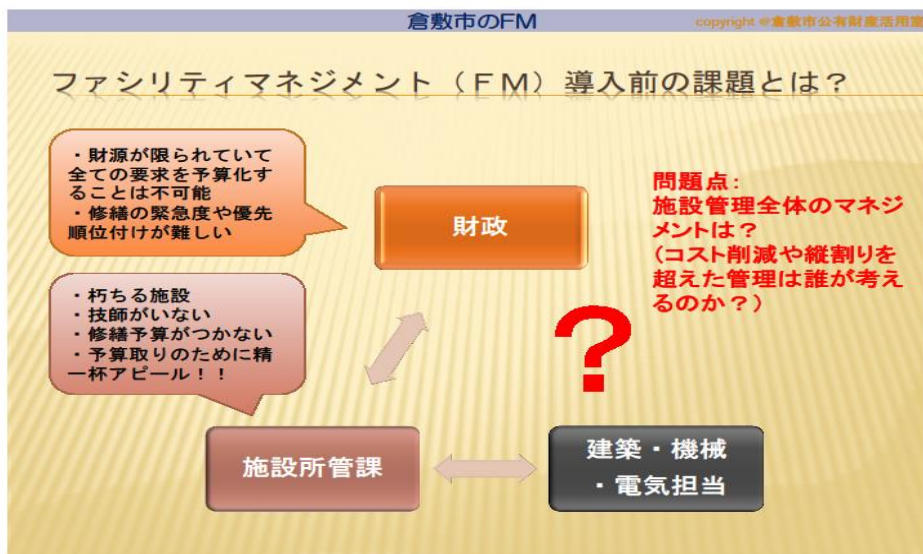 倉敷市のFM
copyright @倉敷市公有財産活用室
ファシリティマネジメント（ＦＭ）導入前の課題とは？
・財源が限られていて
全ての要求を予算化す
ることは不可能
・修繕の緊急度や優先
順位付けが難しい
財政
問題点：
施設管理全体のマネジ
メントは？
（コスト削減や縦割りを
超えた管理は誰が考え
るのか？）
・朽ちる施設
・技師がいない
・修繕予算がつかない
・予算取りのために精
一杯アピール！！
？
施設所管課
建築・機械
・電気担当